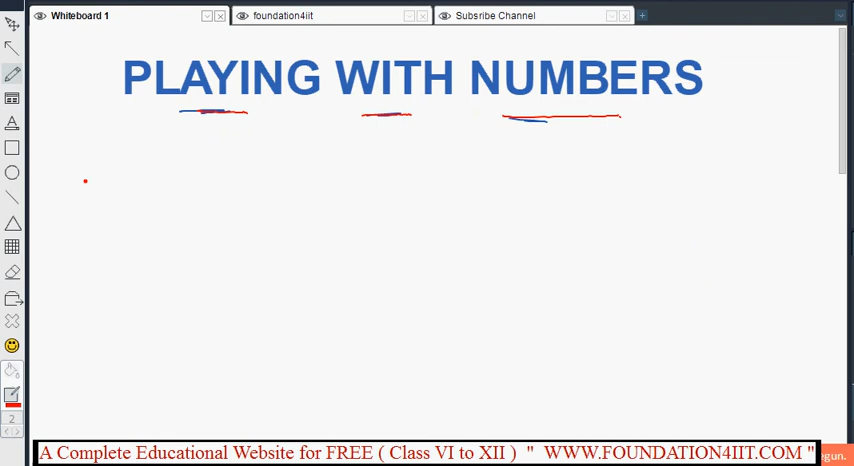 Whiteboard 1
foundation4iit
Subsribe Channel
PLAYING WITH NUMBERS
2
A Complete Educational Website for FREE ( Class VI to XII ) " WWW.FOUNDATION4IIT.COM "
egun.